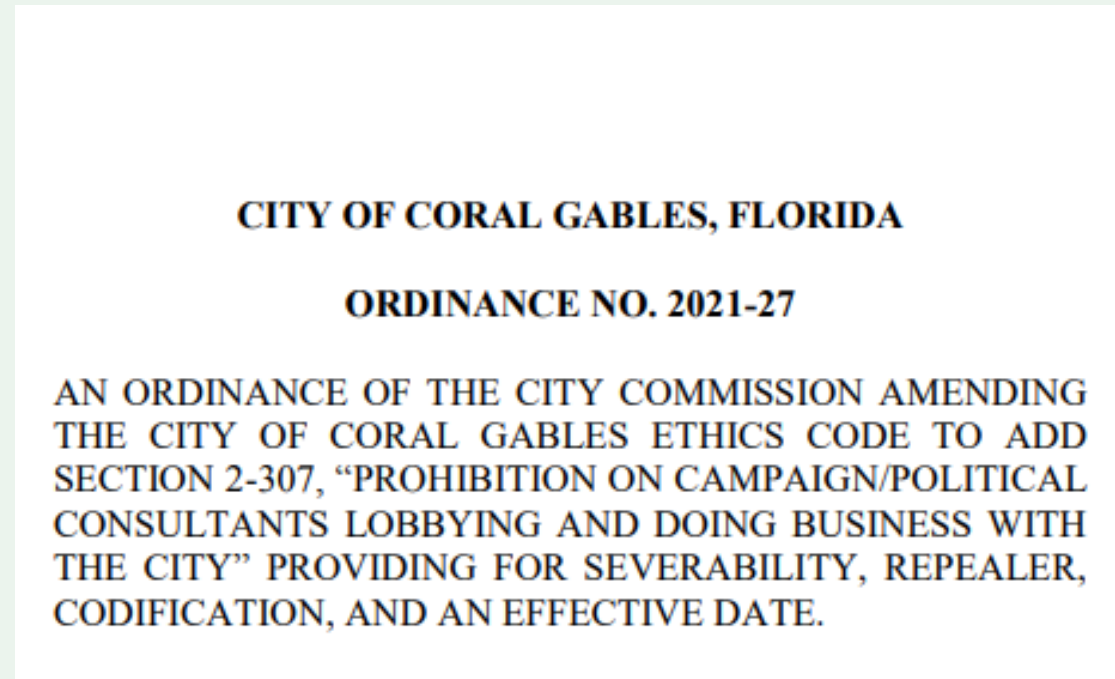 CITY OF CORAL GABLES, FLORIDA
ORDINANCE NO. 2021-27
AN ORDINANCE OF THE CITY COMMISSION AMENDING
THE CITY OF CORAL GABLES ETHICS CODE TO ADD
SECTION 2-307, “PROHIBITION ON CAMPAIGN/POLITICAL
CONSULTANTS LOBBYING AND DOING BUSINESS WITH
THE CITY” PROVIDING FOR SEVERABILITY, REPEALER,
CODIFICATION, AND AN EFFECTIVE DATE.